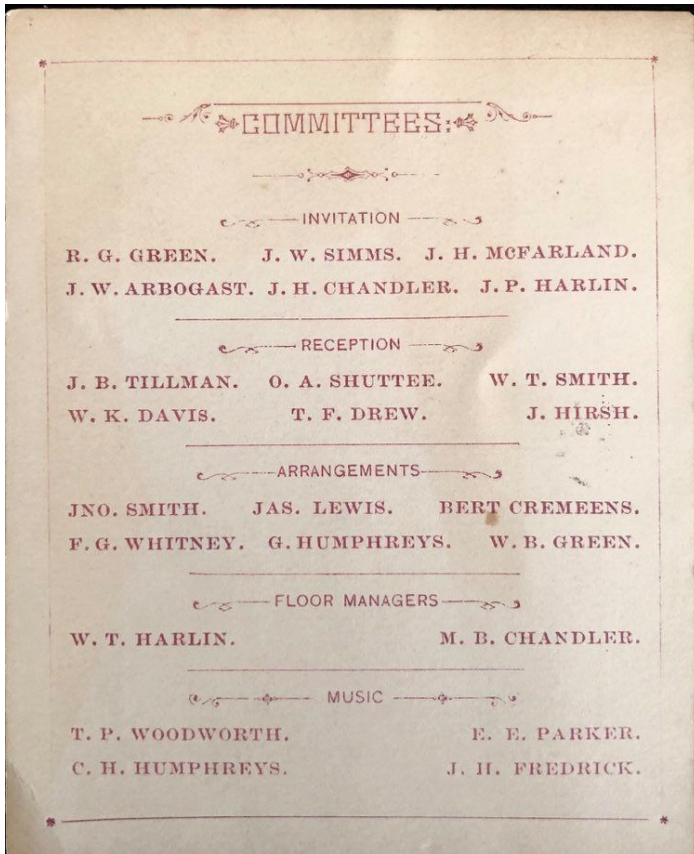 COMMITTEES:
INVITATION
R. G. GREEN. J. W. SIMMS. J. H. McFARLAND.
J. W. ARBOGAST. J. H. CHANDLER. J. P. HARLIN.
RECEPTION
J. B. TILLMAN. O. A. SHUTTEE. W. T. SMITH.
W. K. DAVIS. T. F. DREW. J. HIRSH.
ARRANGEMENTS
JNO. SMITH. JAS. LEWIS. BERT CREMEENS.
F. G. WHITNEY. G. HUMPHREYS. W. B. GREEN.
FLOOR MANAGERS
W. T. HARLIN. M. B. CHANDLER.
MUSIC
T. P. WOODWORTH. E. E. PARKER.
C. H. HUMPHREYS. J. H. FREDRICK.